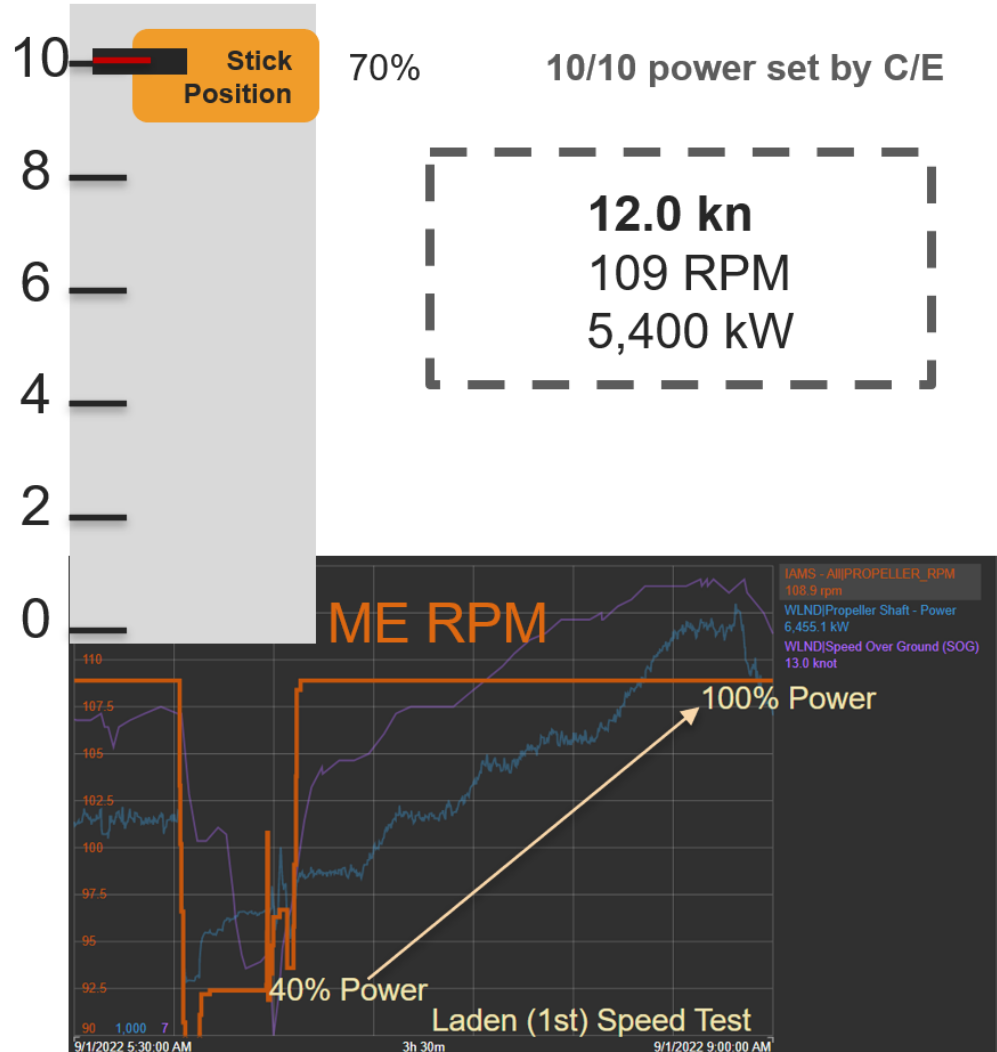 10
Stick
Position
70%
10/10 power set by C/E
8
12.0 kn
109 RPM
5,400 kW
6
4
2
0
ME RPM
IAMS - All|PROPELLER_RPM
108.9 rpm
WLND|Propeller Shaft - Power
6,455.1 kW
WLND|Speed Over Ground (SOG)
13.0 knot
110
107.5
105
102.5
100
97.5
95
92.5
90 1,000 7
100% Power
40% Power
Laden (1st) Speed Test
9/1/2022 5:30:00 AM
3h 30m
9/1/2022 9:00:00 AM